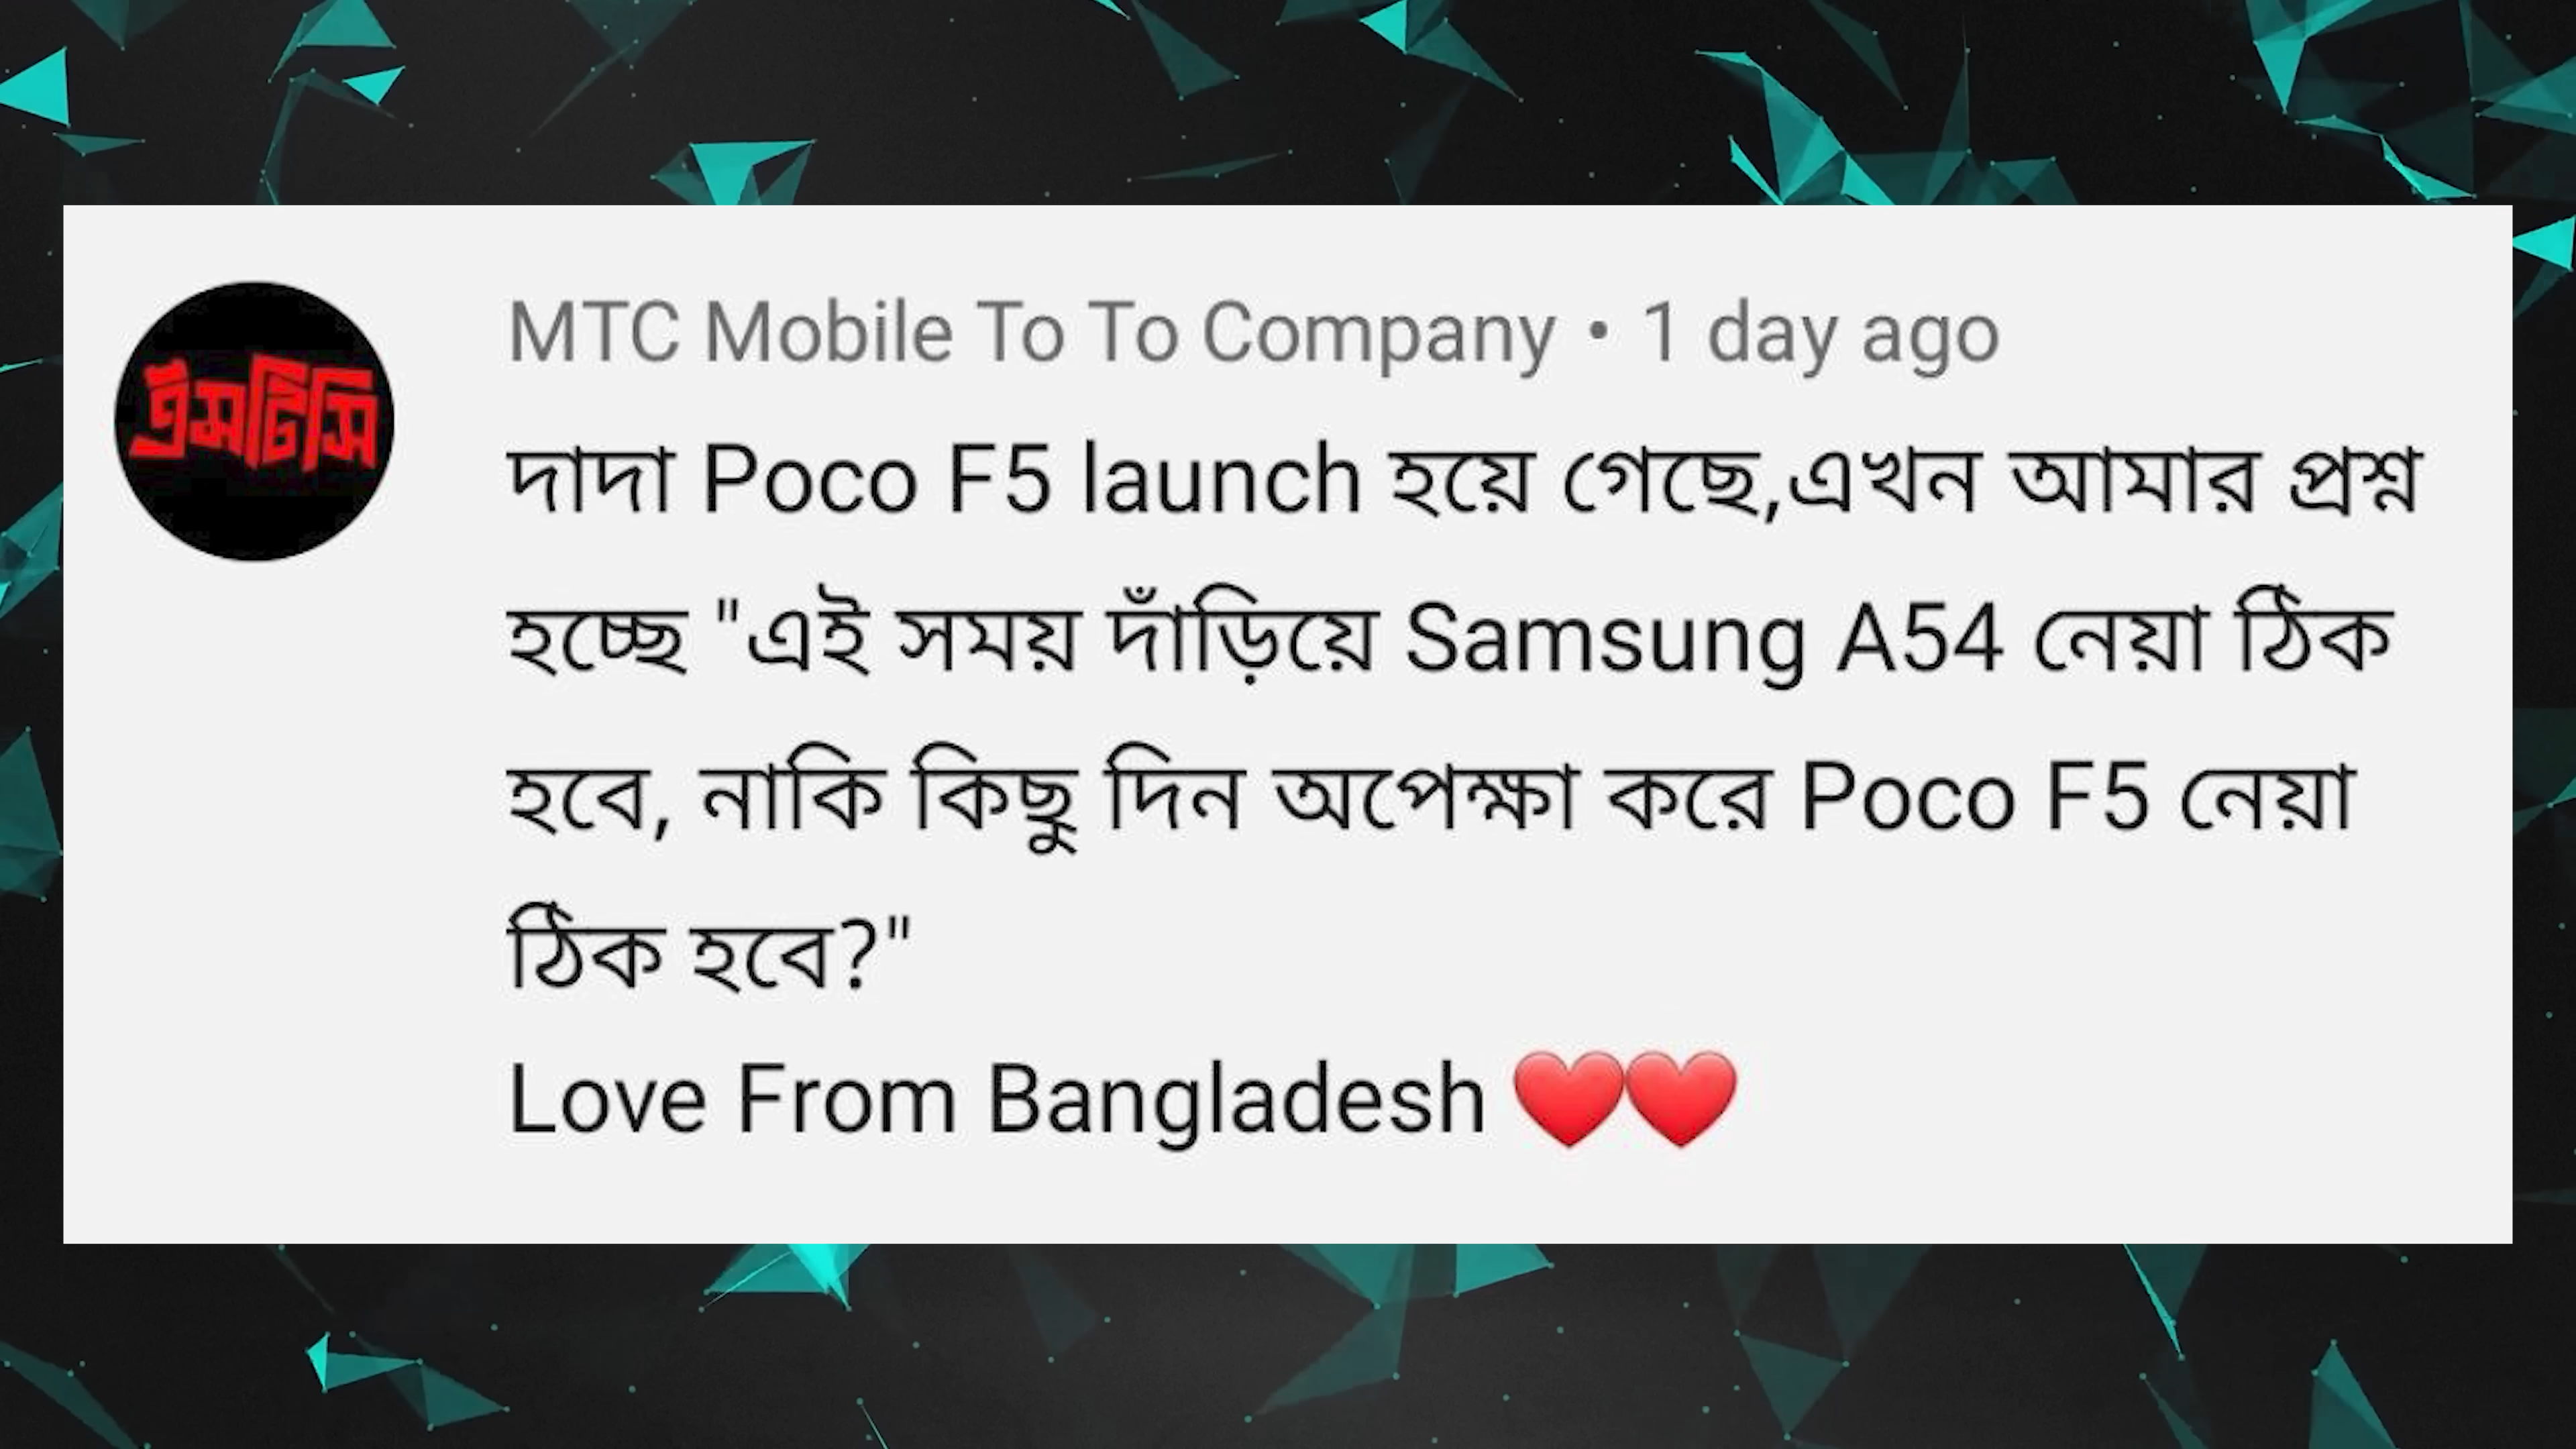 এমটিসি
MTC Mobile To To Company • 1 day ago
দাদা Poco F5 launch হয়ে গেছে,এখন আমার প্রশ্ন
হচ্ছে "এই সময় দাঁড়িয়ে Samsung A54 নেয়া ঠিক
হবে, নাকি কিছু দিন অপেক্ষা করে Poco F5 নেয়া
ঠিক হবে?"
Love From Bangladesh ❤️❤️